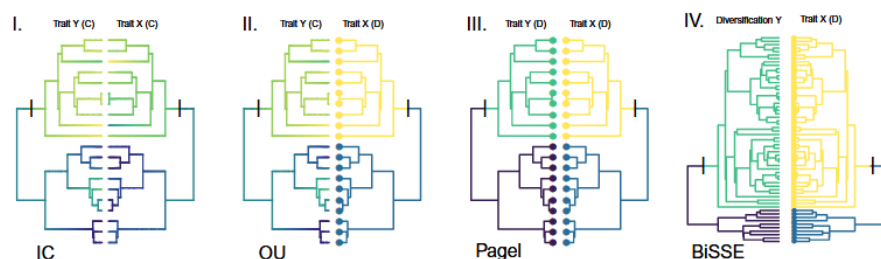 I.
Trait Y (C) Trait X (C)
IC
II.
Trait Y (C) Trait X (D)
OU
III.
Trait Y (D) Trait X (D)
Pagel
IV.
Diversification Y Trait X (D)
BiSSE